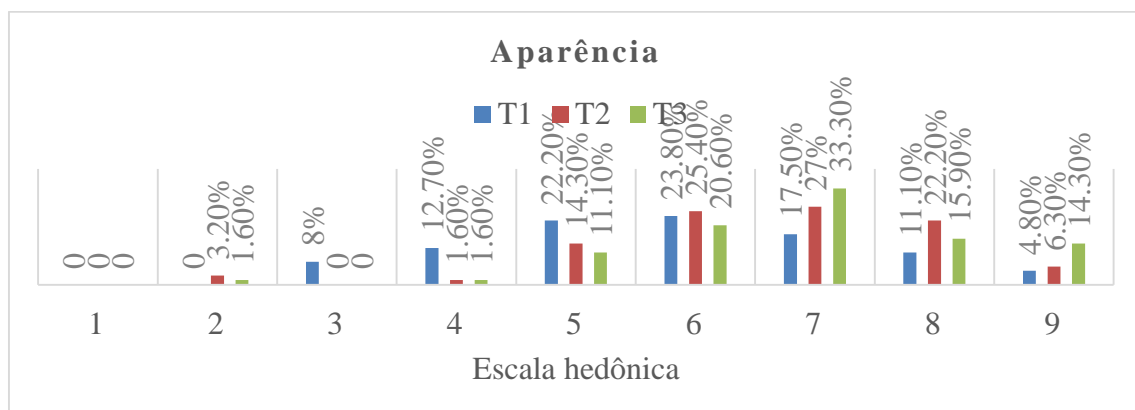 Aparência
T1 T2 T3
0 0 0 0 3.20% 1.60% 8% 0 0 12.70% 1.60% 1.60% 22.20% 14.30% 11.10% 23.80% 25.40% 20.60% 17.50% 27% 33.30% 11.10% 22.20% 15.90% 4.80% 6.30% 14.30%
1 2 3 4 5 6 7 8 9
Escala hedônica